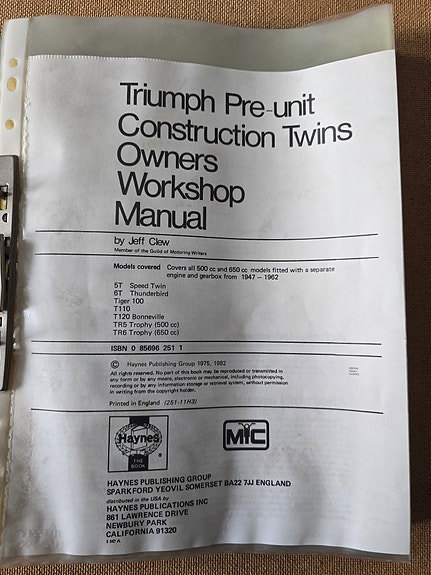 Triumph Pre-unit
Construction Twins
Owners
Workshop
Manual
by Jeff Clew
Member of the Guild of Motoring Writers
Models covered Covers all 500 cc and 650 cc models fitted with a separate
engine and gearbox from 1947 – 1962
5T Speed Twin
6T Thunderbird
Tiger 100
T110
T120 Bonneville
TR5 Trophy (500 cc)
TR6 Trophy (650 cc)
ISBN 0 85696 251 1
© Haynes Publishing Group 1975, 1982
All rights reserved. No part of this book may be reproduced or transmitted in
any form or by any means, electronic or mechanical, including photocopying,
recording or by any information storage or retrieval system, without permission
in writing from the copyright holder.
Printed in England (251-11H3)
Haynes
®
THE
BOOK
MTC
HAYNES PUBLISHING GROUP
SPARKFORD YEOVIL SOMERSET BA22 7JJ ENGLAND
distributed in the USA by
HAYNES PUBLICATIONS INC
861 LAWRENCE DRIVE
NEWBURY PARK
CALIFORNIA 91320
USA